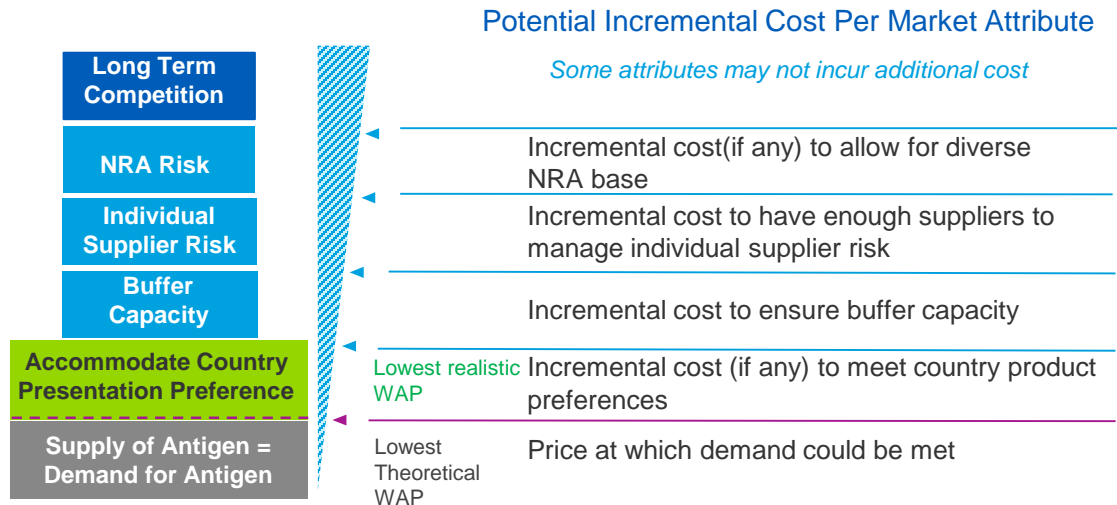 Potential Incremental Cost Per Market Attribute
Some attributes may not incur additional cost
Long Term
Competition
NRA Risk
Incremental cost(if any) to allow for diverse
NRA base
Individual
Supplier Risk
Incremental cost to have enough suppliers to
manage individual supplier risk
Buffer
Capacity
Incremental cost to ensure buffer capacity
Accommodate Country
Presentation Preference
Lowest realistic
WAP
Incremental cost (if any) to meet country product
preferences
Supply of Antigen =
Demand for Antigen
Lowest
Theoretical
WAP
Price at which demand could be met